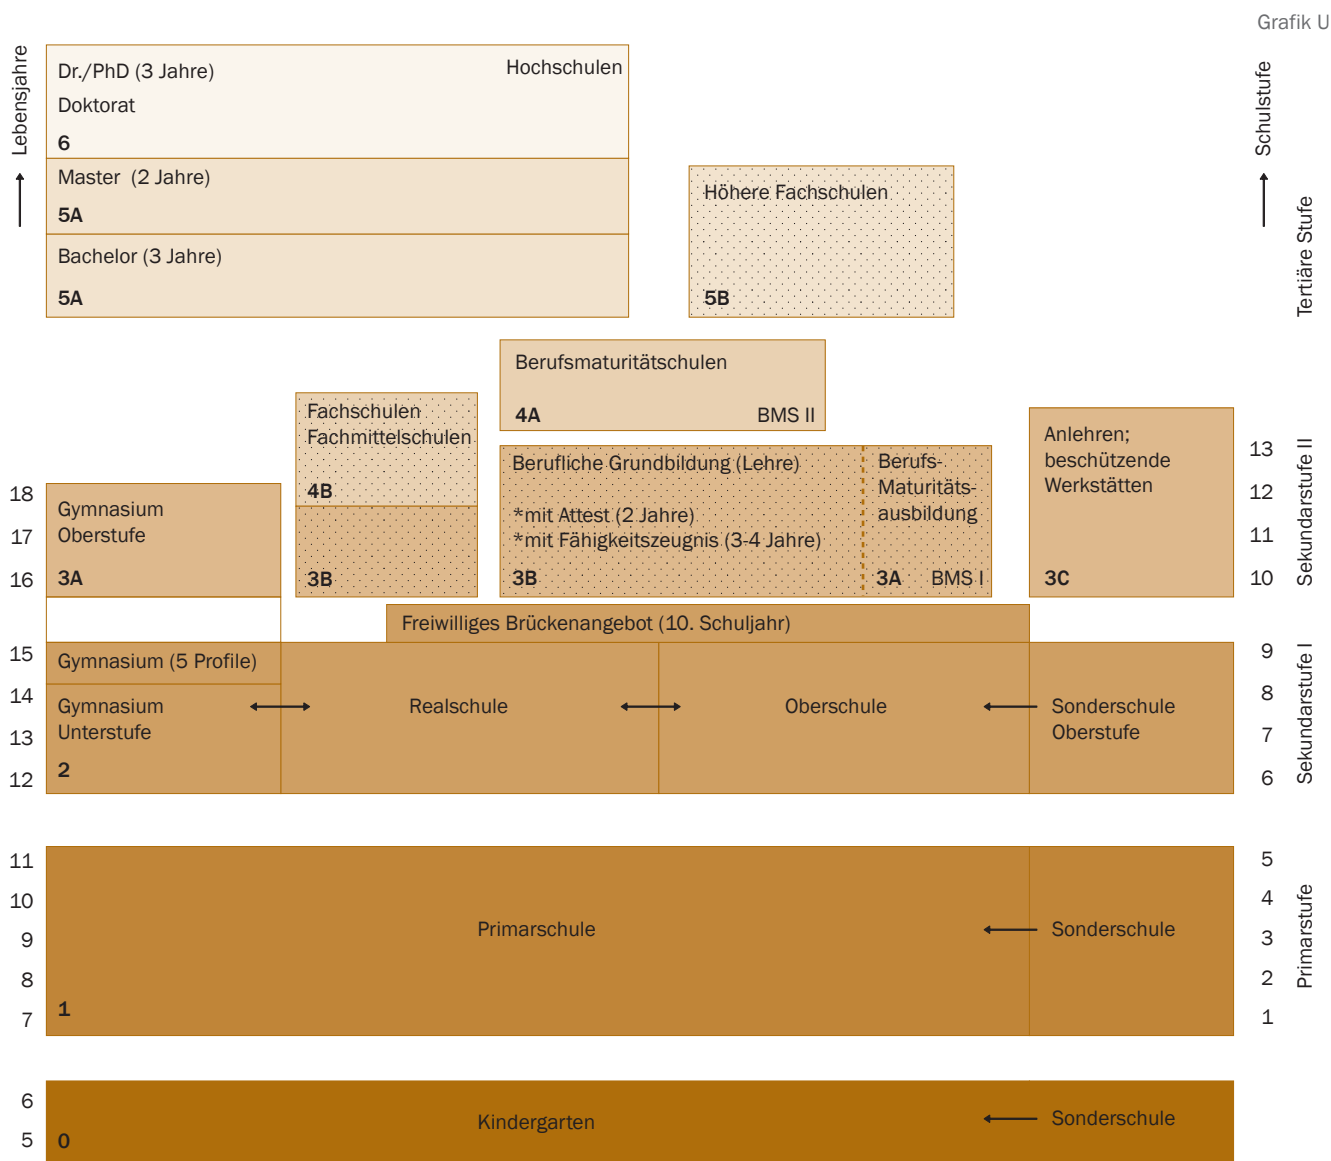 Grafik U
Lebensjahre
Schulstufe
Tertiäre Stufe
Dr./PhD (3 Jahre)
Hochschulen
Doktorat
6
Master (2 Jahre)
5A
Bachelor (3 Jahre)
5A
Höhere Fachschulen
5B
Berufsmaturitätschulen
4A
BMS II
Fachschulen
Fachmittelschulen
4B
3B
Berufliche Grundbildung (Lehre)
*mit Attest (2 Jahre)
*mit Fähigkeitszeugnis (3-4 Jahre)
3B
Berufs-
Maturitäts-
ausbildung
3A
BMS I
Anlehren;
beschützende
Werkstätten
3C
13
12
11
10
Sekundarstufe II
18
17
16
Gymnasium
Oberstufe
3A
Freiwilliges Brückenangebot (10. Schuljahr)
15
14
13
12
Gymnasium (5 Profile)
Gymnasium
Unterstufe
2
Realschule
Oberschule
Sonderschule
Oberstufe
9
8
7
6
Sekundarstufe I
11
10
9
8
7
Primarschule
1
Sonderschule
5
4
3
2
1
Primarstufe
6
5
Kindergarten
0
Sonderschule